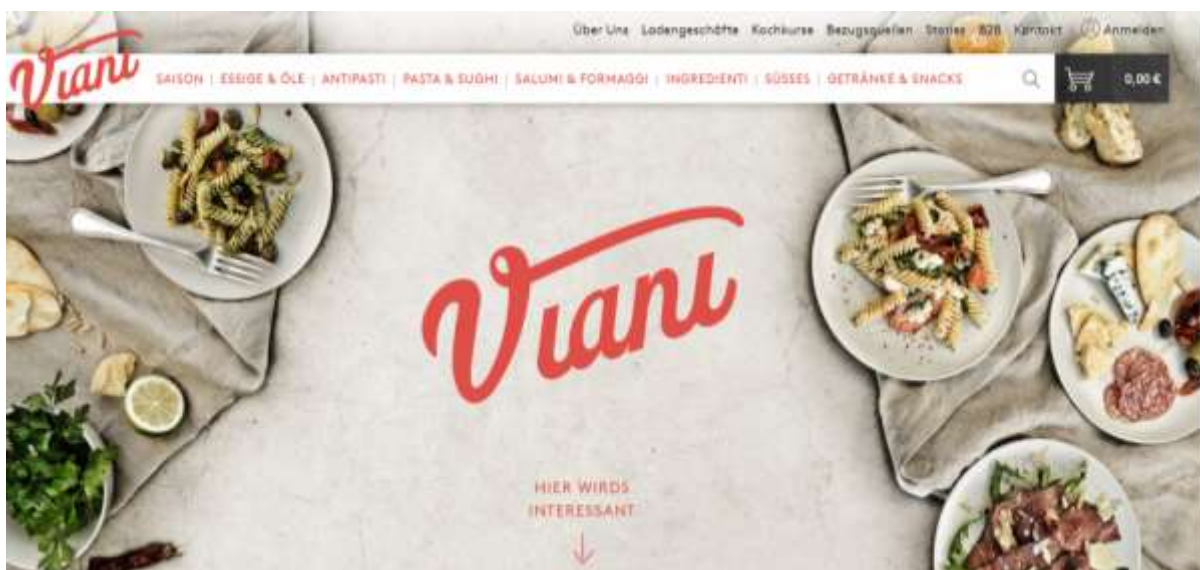 Über Uns Ladengeschäfte Kochkurse Bezugsquellen Stories B2B Kontakt Anmelden
Viani
SAISON | ESSIGE & ÖLE | ANTIPASTI | PASTA & SUGHI | SALUMI & FORMAGGI | INGREDIENTI | SÜSSES | GETRÄNKE & SNACKS 0,00 €
Viani
HIER WIRDS
INTERESSANT